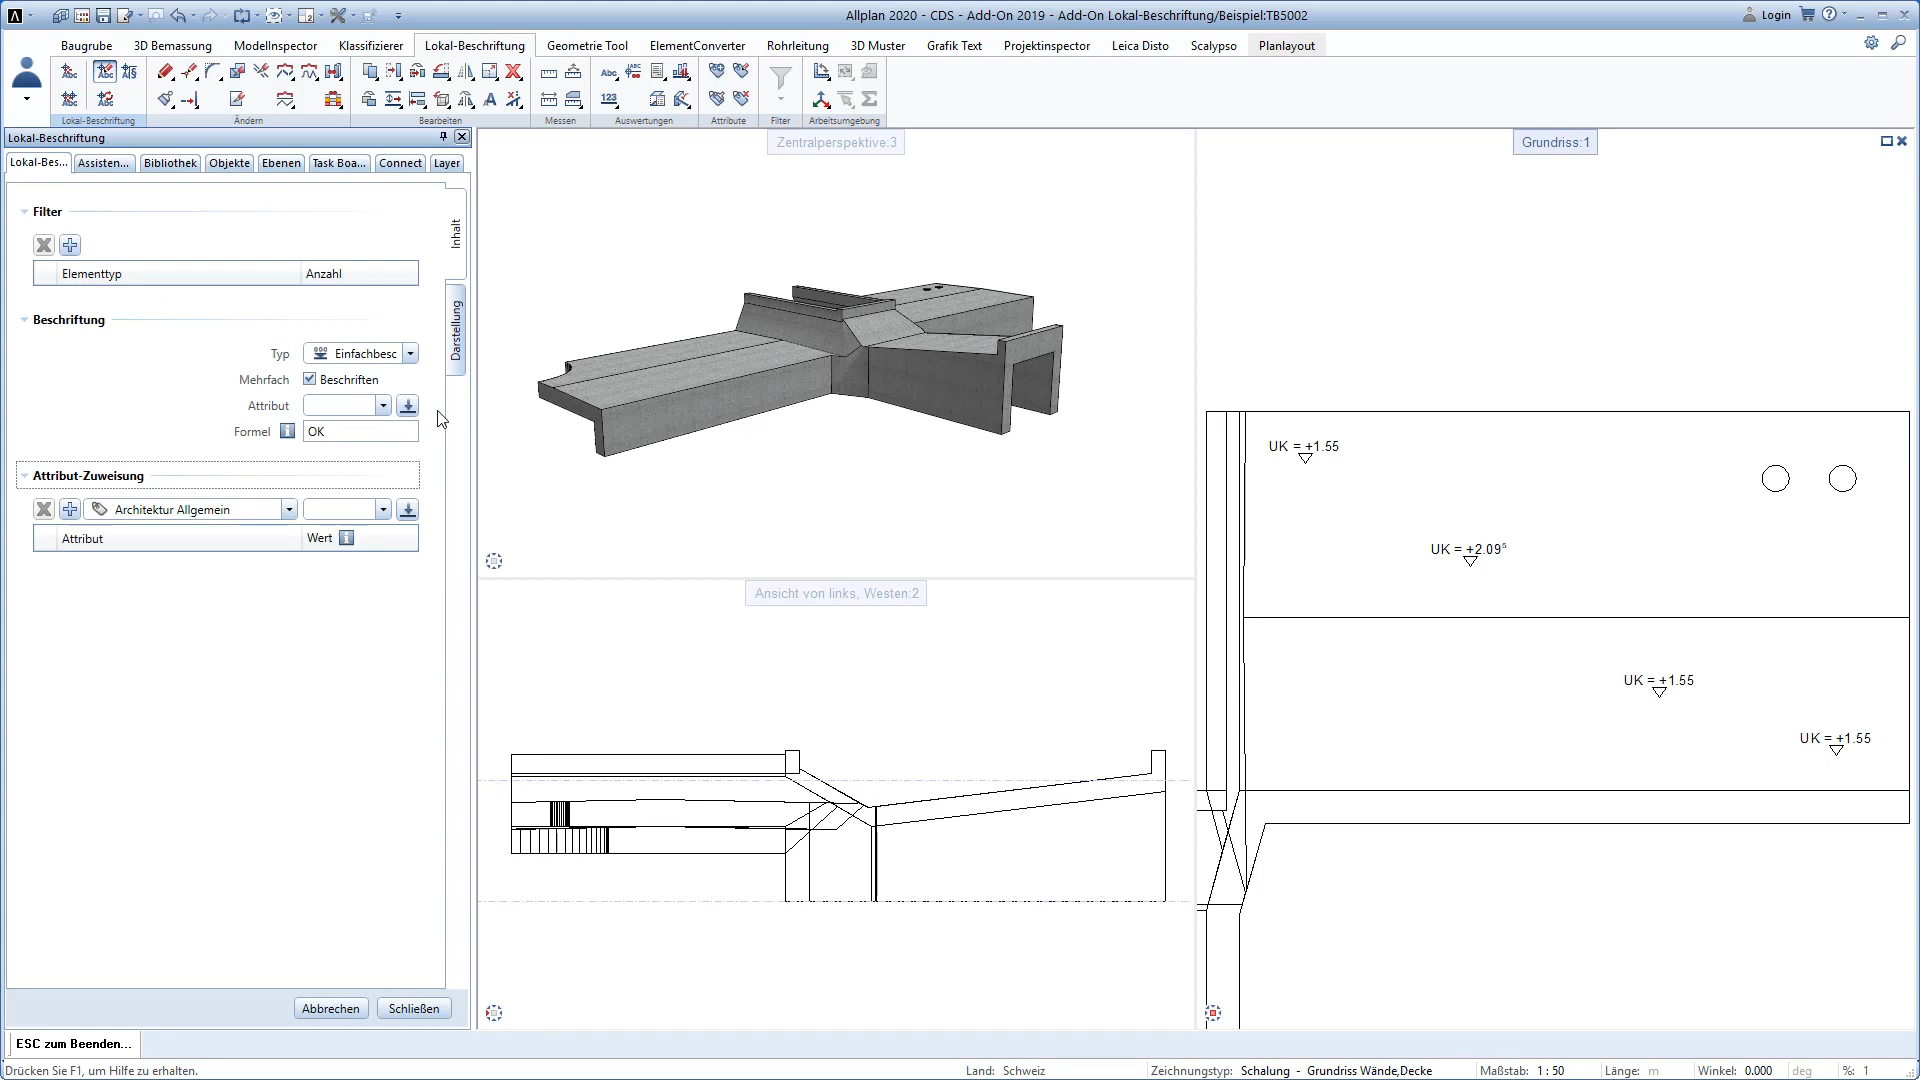 Allplan 2020 - CDS - Add-On 2019 - Add-On Lokal-Beschriftung/Beispiel:TB5002
Login
Baugrube
3D Bemassung
ModelInspector
Klassifizierer
Lokal-Beschriftung
Geometrie Tool
ElementConverter
Rohrleitung
3D Muster
Grafik Text
Projektinspector
Leica Disto
Scalypso
Planlayout
Lokal-Beschriftung
Ändern
Bearbeiten
Messen
Auswertungen
Attribute
Filter
Arbeitsumgebung
Lokal-Beschriftung
Lokal-Bes...
Assisten...
Bibliothek
Objekte
Ebenen
Task Boa...
Connect
Layer
Inhalt
Darstellung
Filter
Elementtyp
Anzahl
Beschriftung
Typ
Einfachbesc
Mehrfach
Beschriften
Attribut
Formel
OK
Attribut-Zuweisung
Architektur Allgemein
Attribut
Wert
Abbrechen
Schließen
ESC zum Beenden...
Zentralperspektive:3
Ansicht von links, Westen:2
Grundriss:1
UK = +1.55
UK = +2.09⁵
UK = +1.55
UK = +1.55
Drücken Sie F1, um Hilfe zu erhalten.
Land: Schweiz
Zeichnungstyp: Schalung - Grundriss Wände,Decke
Maßstab: 1 : 50
Länge: m
Winkel: 0.000 deg
%: 1